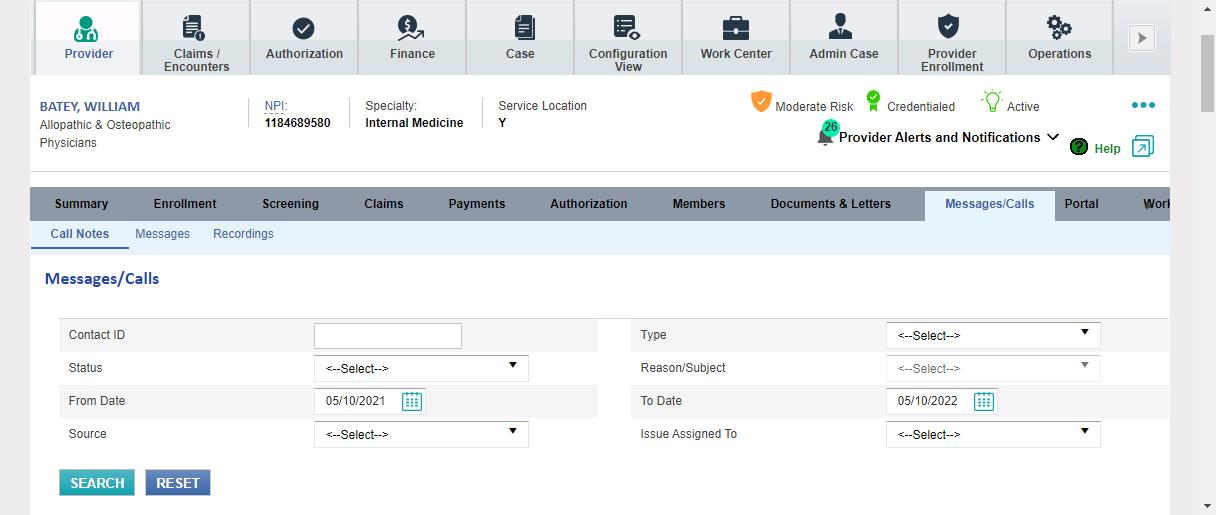 Provider
Claims /
Encounters
Authorization
Finance
Case
Configuration
View
Work Center
Admin Case
Provider
Enrollment
Operations
BATEY, WILLIAM
Allopathic & Osteopathic
Physicians
NPI:
1184689580
Specialty:
Internal Medicine
Service Location
Y
Moderate Risk
Credentialed
Active
26
Provider Alerts and Notifications
? Help
Summary Enrollment Screening Claims Payments Authorization Members Documents & Letters Messages/Calls Portal Work
Call Notes Messages Recordings
Messages/Calls
Contact ID
Type <--Select-->
Status <--Select-->
Reason/Subject <--Select-->
From Date 05/10/2021
To Date 05/10/2022
Source <--Select-->
Issue Assigned To <--Select-->
SEARCH RESET